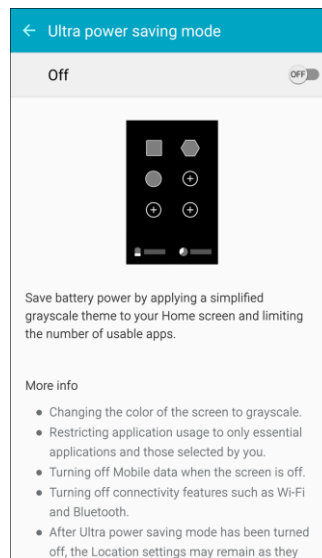 Ultra power saving mode
Off
OFF
Save battery power by applying a simplified
grayscale theme to your Home screen and limiting
the number of usable apps.
More info
• Changing the color of the screen to grayscale.
• Restricting application usage to only essential
applications and those selected by you.
• Turning off Mobile data when the screen is off.
• Turning off connectivity features such as Wi-Fi
and Bluetooth.
• After Ultra power saving mode has been turned
off, the Location settings may remain as they